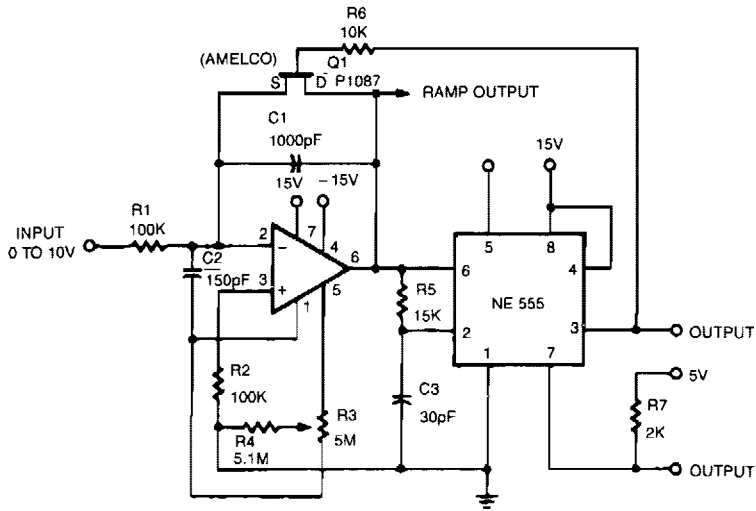 R6
10K
(AMELCO)
Q1
S
D
P1087
RAMP OUTPUT
C1
1000pF
15V
-15V
15V
INPUT
0 TO 10V
R1
100K
2
-
7
4
5
8
C2
150pF
3
+
6
1
5
6
4
R5
15K
NE 555
2
3
OUTPUT
1
7
R2
100K
R3
5M
C3
30pF
5V
R7
2K
R4
5.1M
OUTPUT